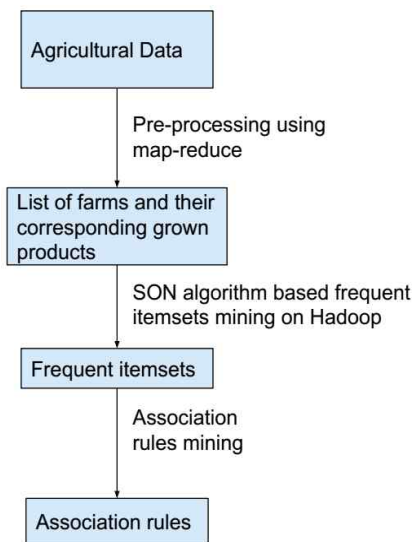 Agricultural Data
Pre-processing using
map-reduce
List of farms and their
corresponding grown
products
SON algorithm based frequent
itemsets mining on Hadoop
Frequent itemsets
Association
rules mining
Association rules